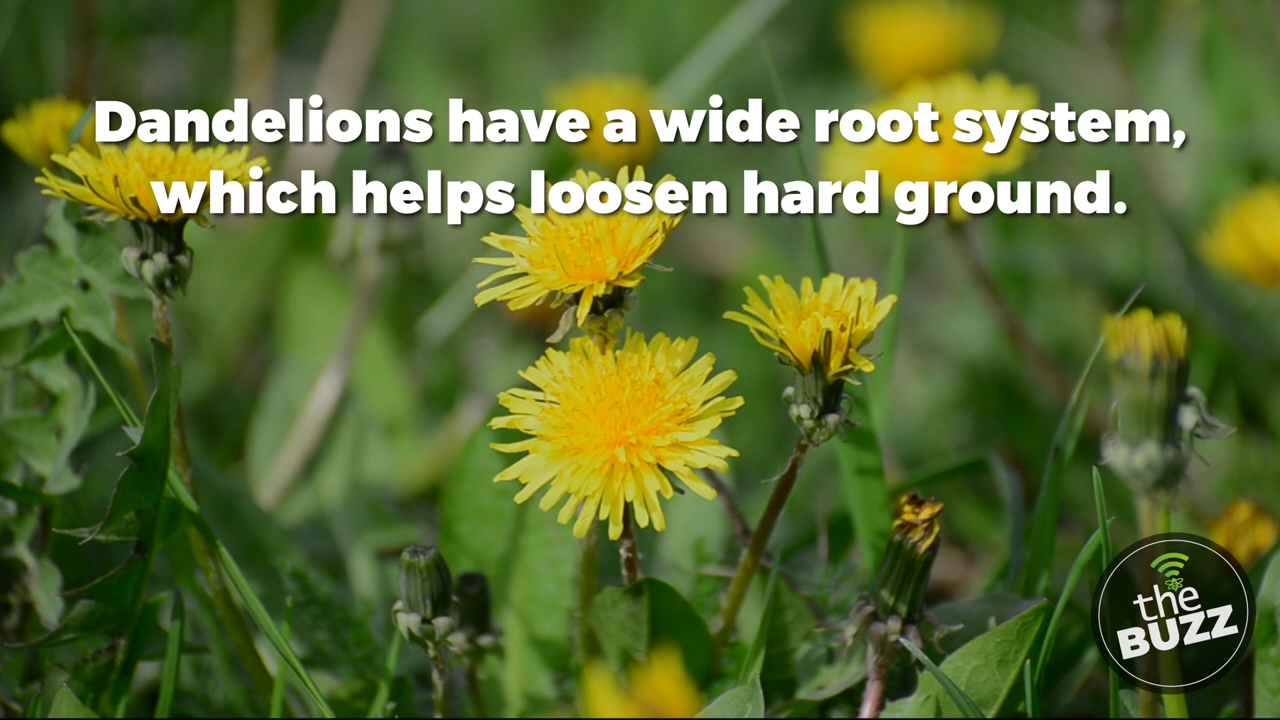 Dandelions have a wide root system,
which helps loosen hard ground.
the
BUZZ